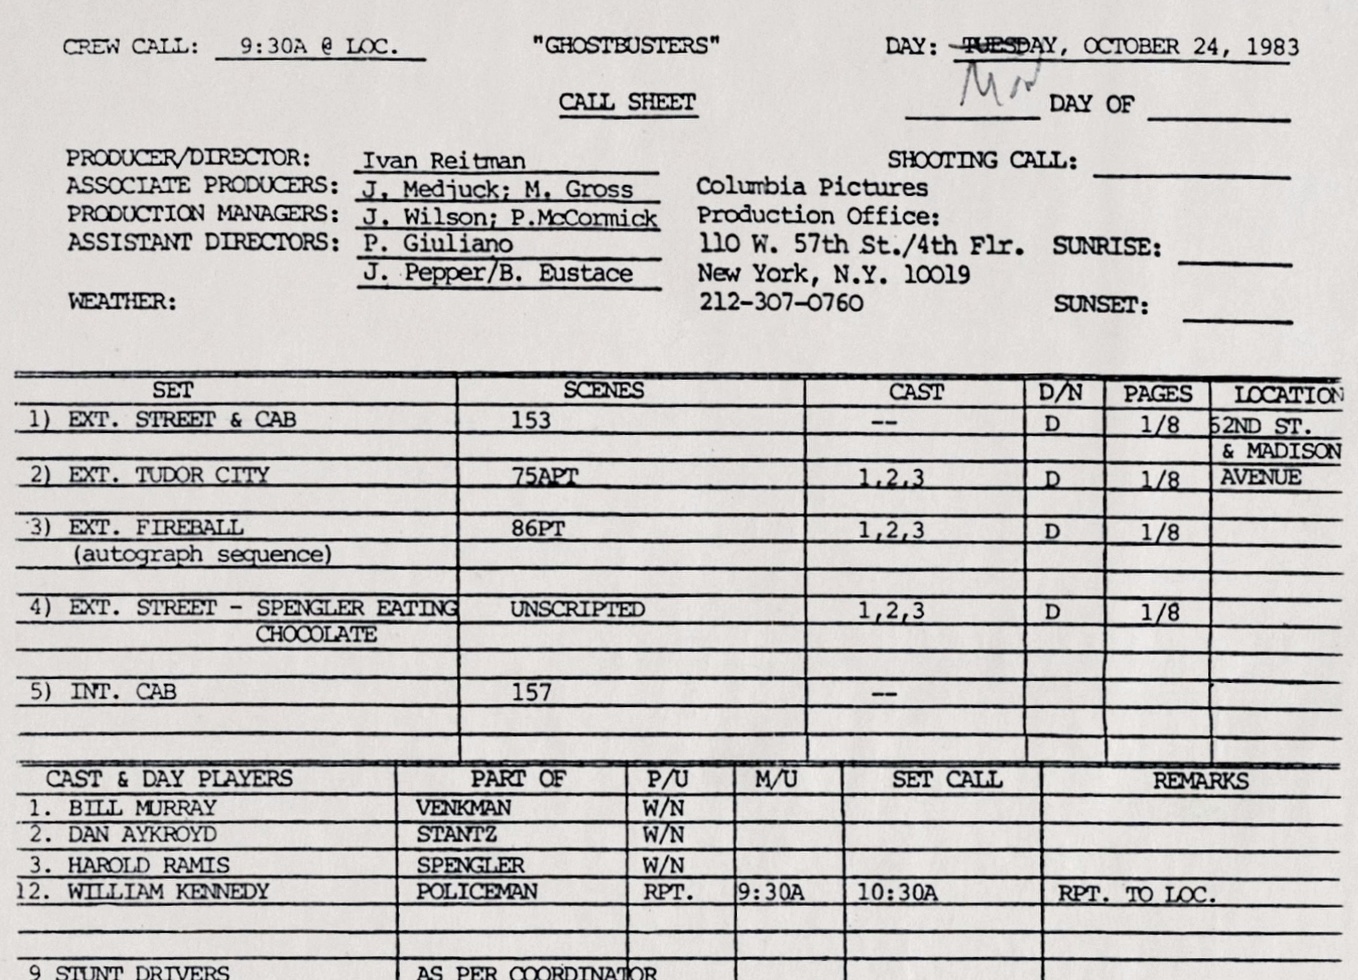 CREW CALL: 9:30A @ LOC. "GHOSTBUSTERS" DAY: TUESDAY, OCTOBER 24, 1983
Mon
CALL SHEET DAY OF
PRODUCER/DIRECTOR: Ivan Reitman SHOOTING CALL:
ASSOCIATE PRODUCERS: J. Medjuck; M. Gross Columbia Pictures
PRODUCTION MANAGERS: J. Wilson; P.McCormick Production Office:
ASSISTANT DIRECTORS: P. Giuliano 110 W. 57th St./4th Flr. SUNRISE:
J. Pepper/B. Eustace New York, N.Y. 10019
WEATHER: 212-307-0760 SUNSET:
SET SCENES CAST D/N PAGES LOCATION
1) EXT. STREET & CAB 153 -- D 1/8 52ND ST.
& MADISON
2) EXT. TUDOR CITY 75APT 1,2,3 D 1/8 AVENUE
3) EXT. FIREBALL 86PT 1,2,3 D 1/8
(autograph sequence)
4) EXT. STREET - SPENGLER EATING UNSCRIPTED 1,2,3 D 1/8
CHOCOLATE
5) INT. CAB 157 --
CAST & DAY PLAYERS PART OF P/U M/U SET CALL REMARKS
1. BILL MURRAY VENKMAN W/N
2. DAN AYKROYD STANTZ W/N
3. HAROLD RAMIS SPENGLER W/N
12. WILLIAM KENNEDY POLICEMAN RPT. 9:30A 10:30A RPT. TO LOC.
9 STUNT DRIVERS AS PER COORDINATOR